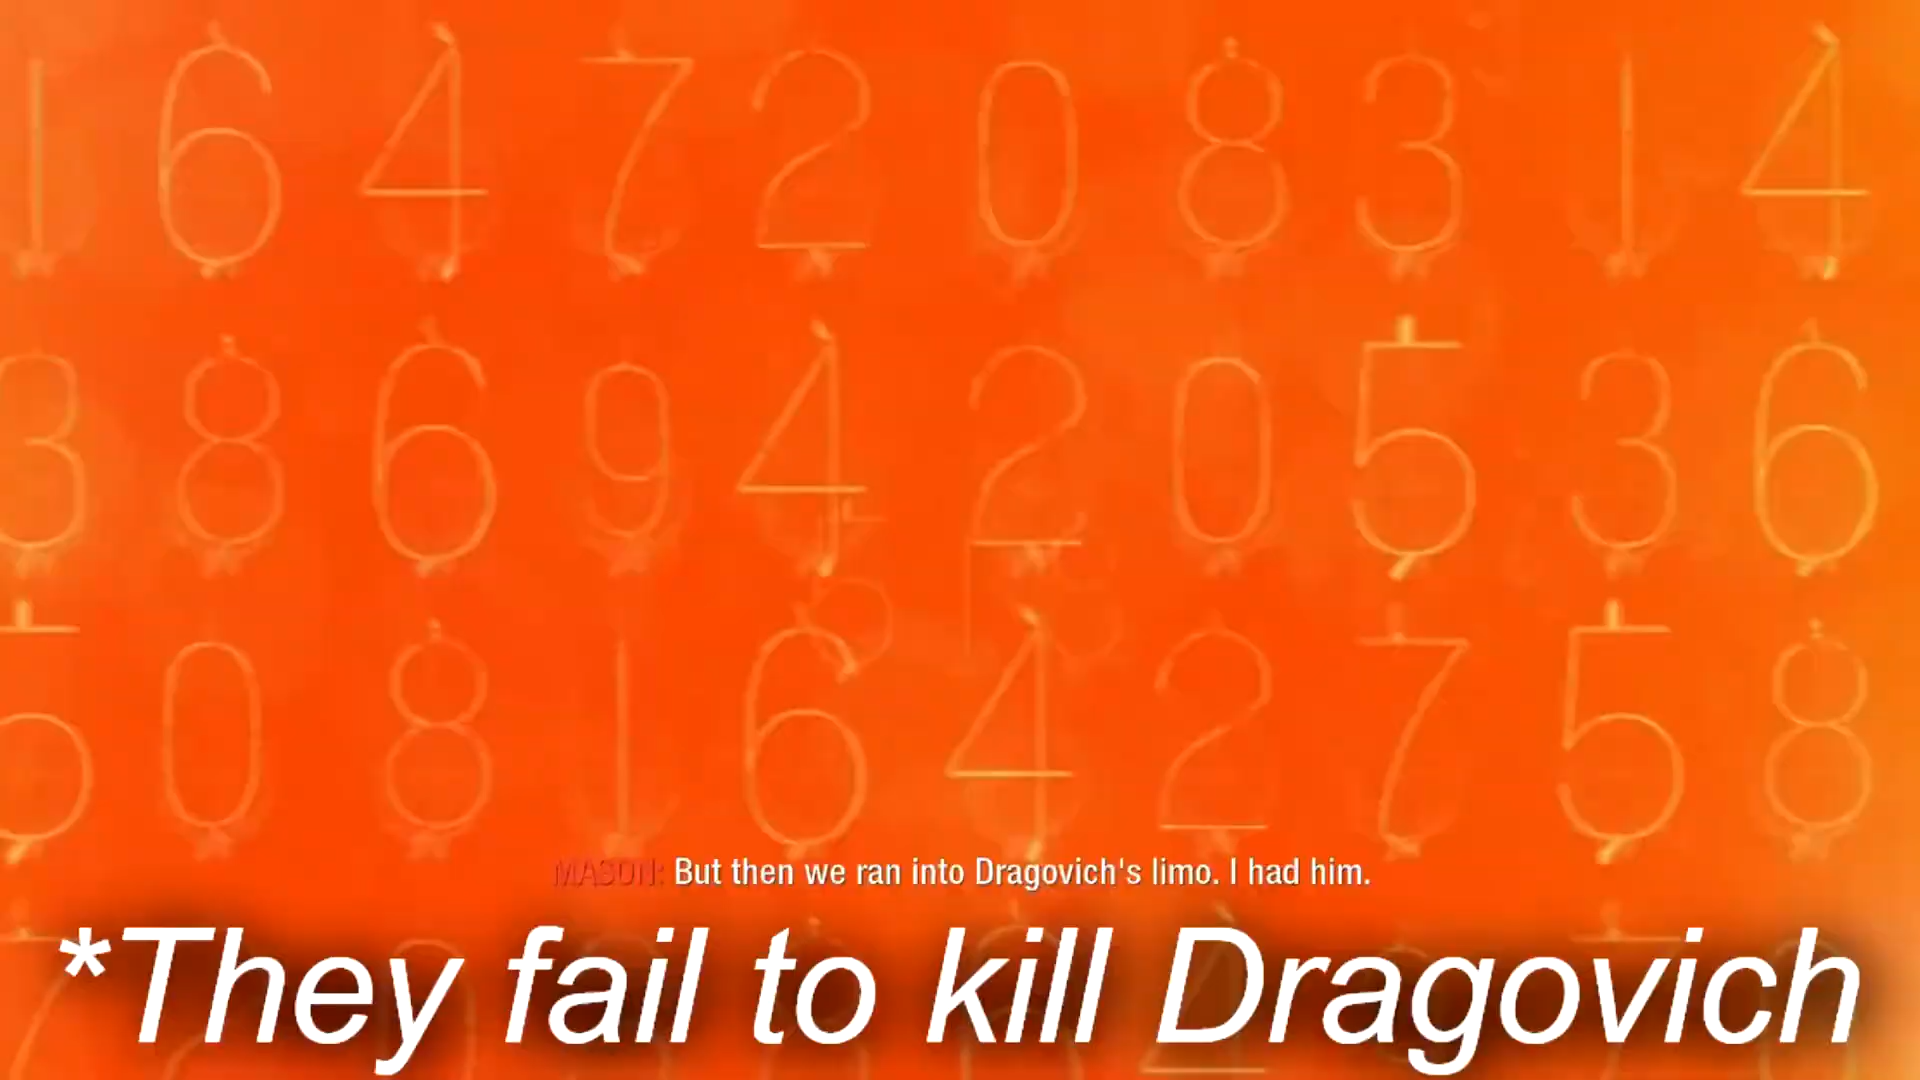 1 6 4 7 2 0 8 3 1 4
3 8 6 9 4 2 0 5 3 6
5 0 8 1 6 4 2 7 5 8
MASON: But then we ran into Dragovich's limo. I had him.
*They fail to kill Dragovich